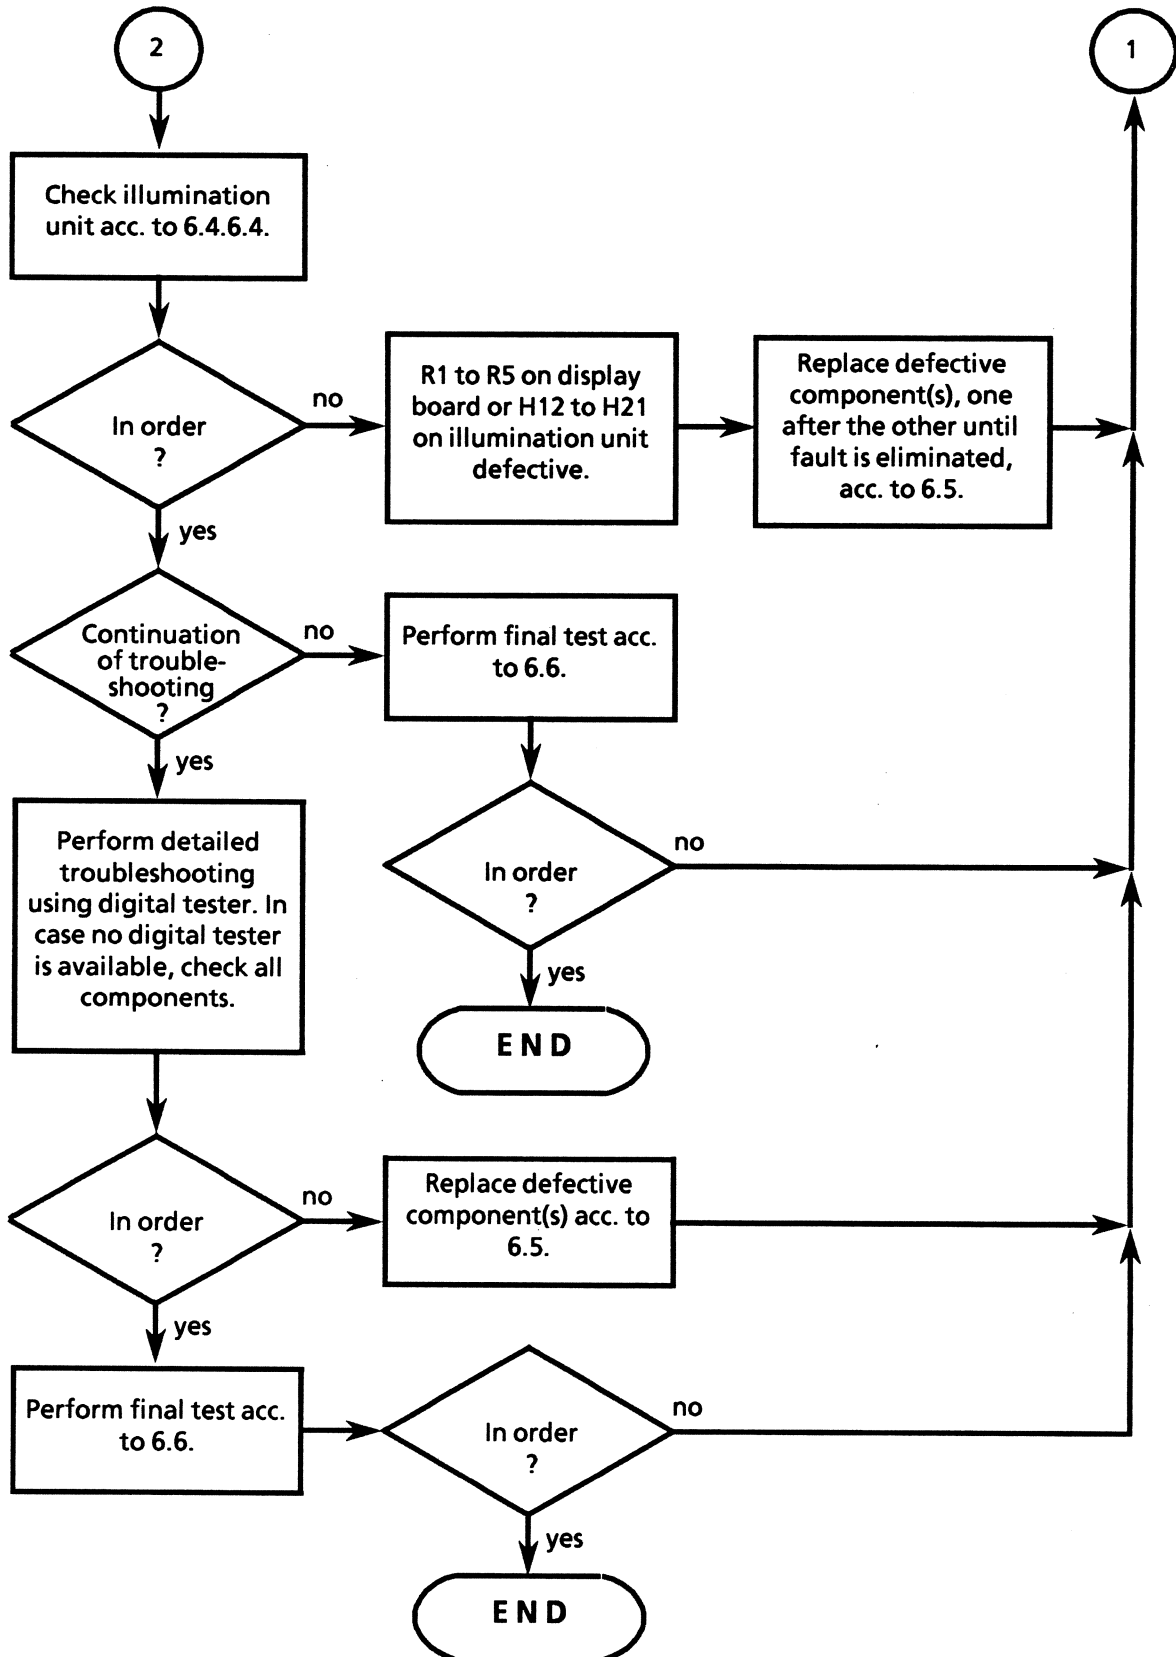 2
1
Check illumination
unit acc. to 6.4.6.4.
In order
?
no
R1 to R5 on display
board or H12 to H21
on illumination unit
defective.
Replace defective
component(s), one
after the other until
fault is eliminated,
acc. to 6.5.
yes
Continuation
of trouble-
shooting
?
no
Perform final test acc.
to 6.6.
yes
In order
?
no
yes
END
Perform detailed
troubleshooting
using digital tester. In
case no digital tester
is available, check all
components.
In order
?
no
Replace defective
component(s) acc. to
6.5.
yes
Perform final test acc.
to 6.6.
In order
?
no
yes
END